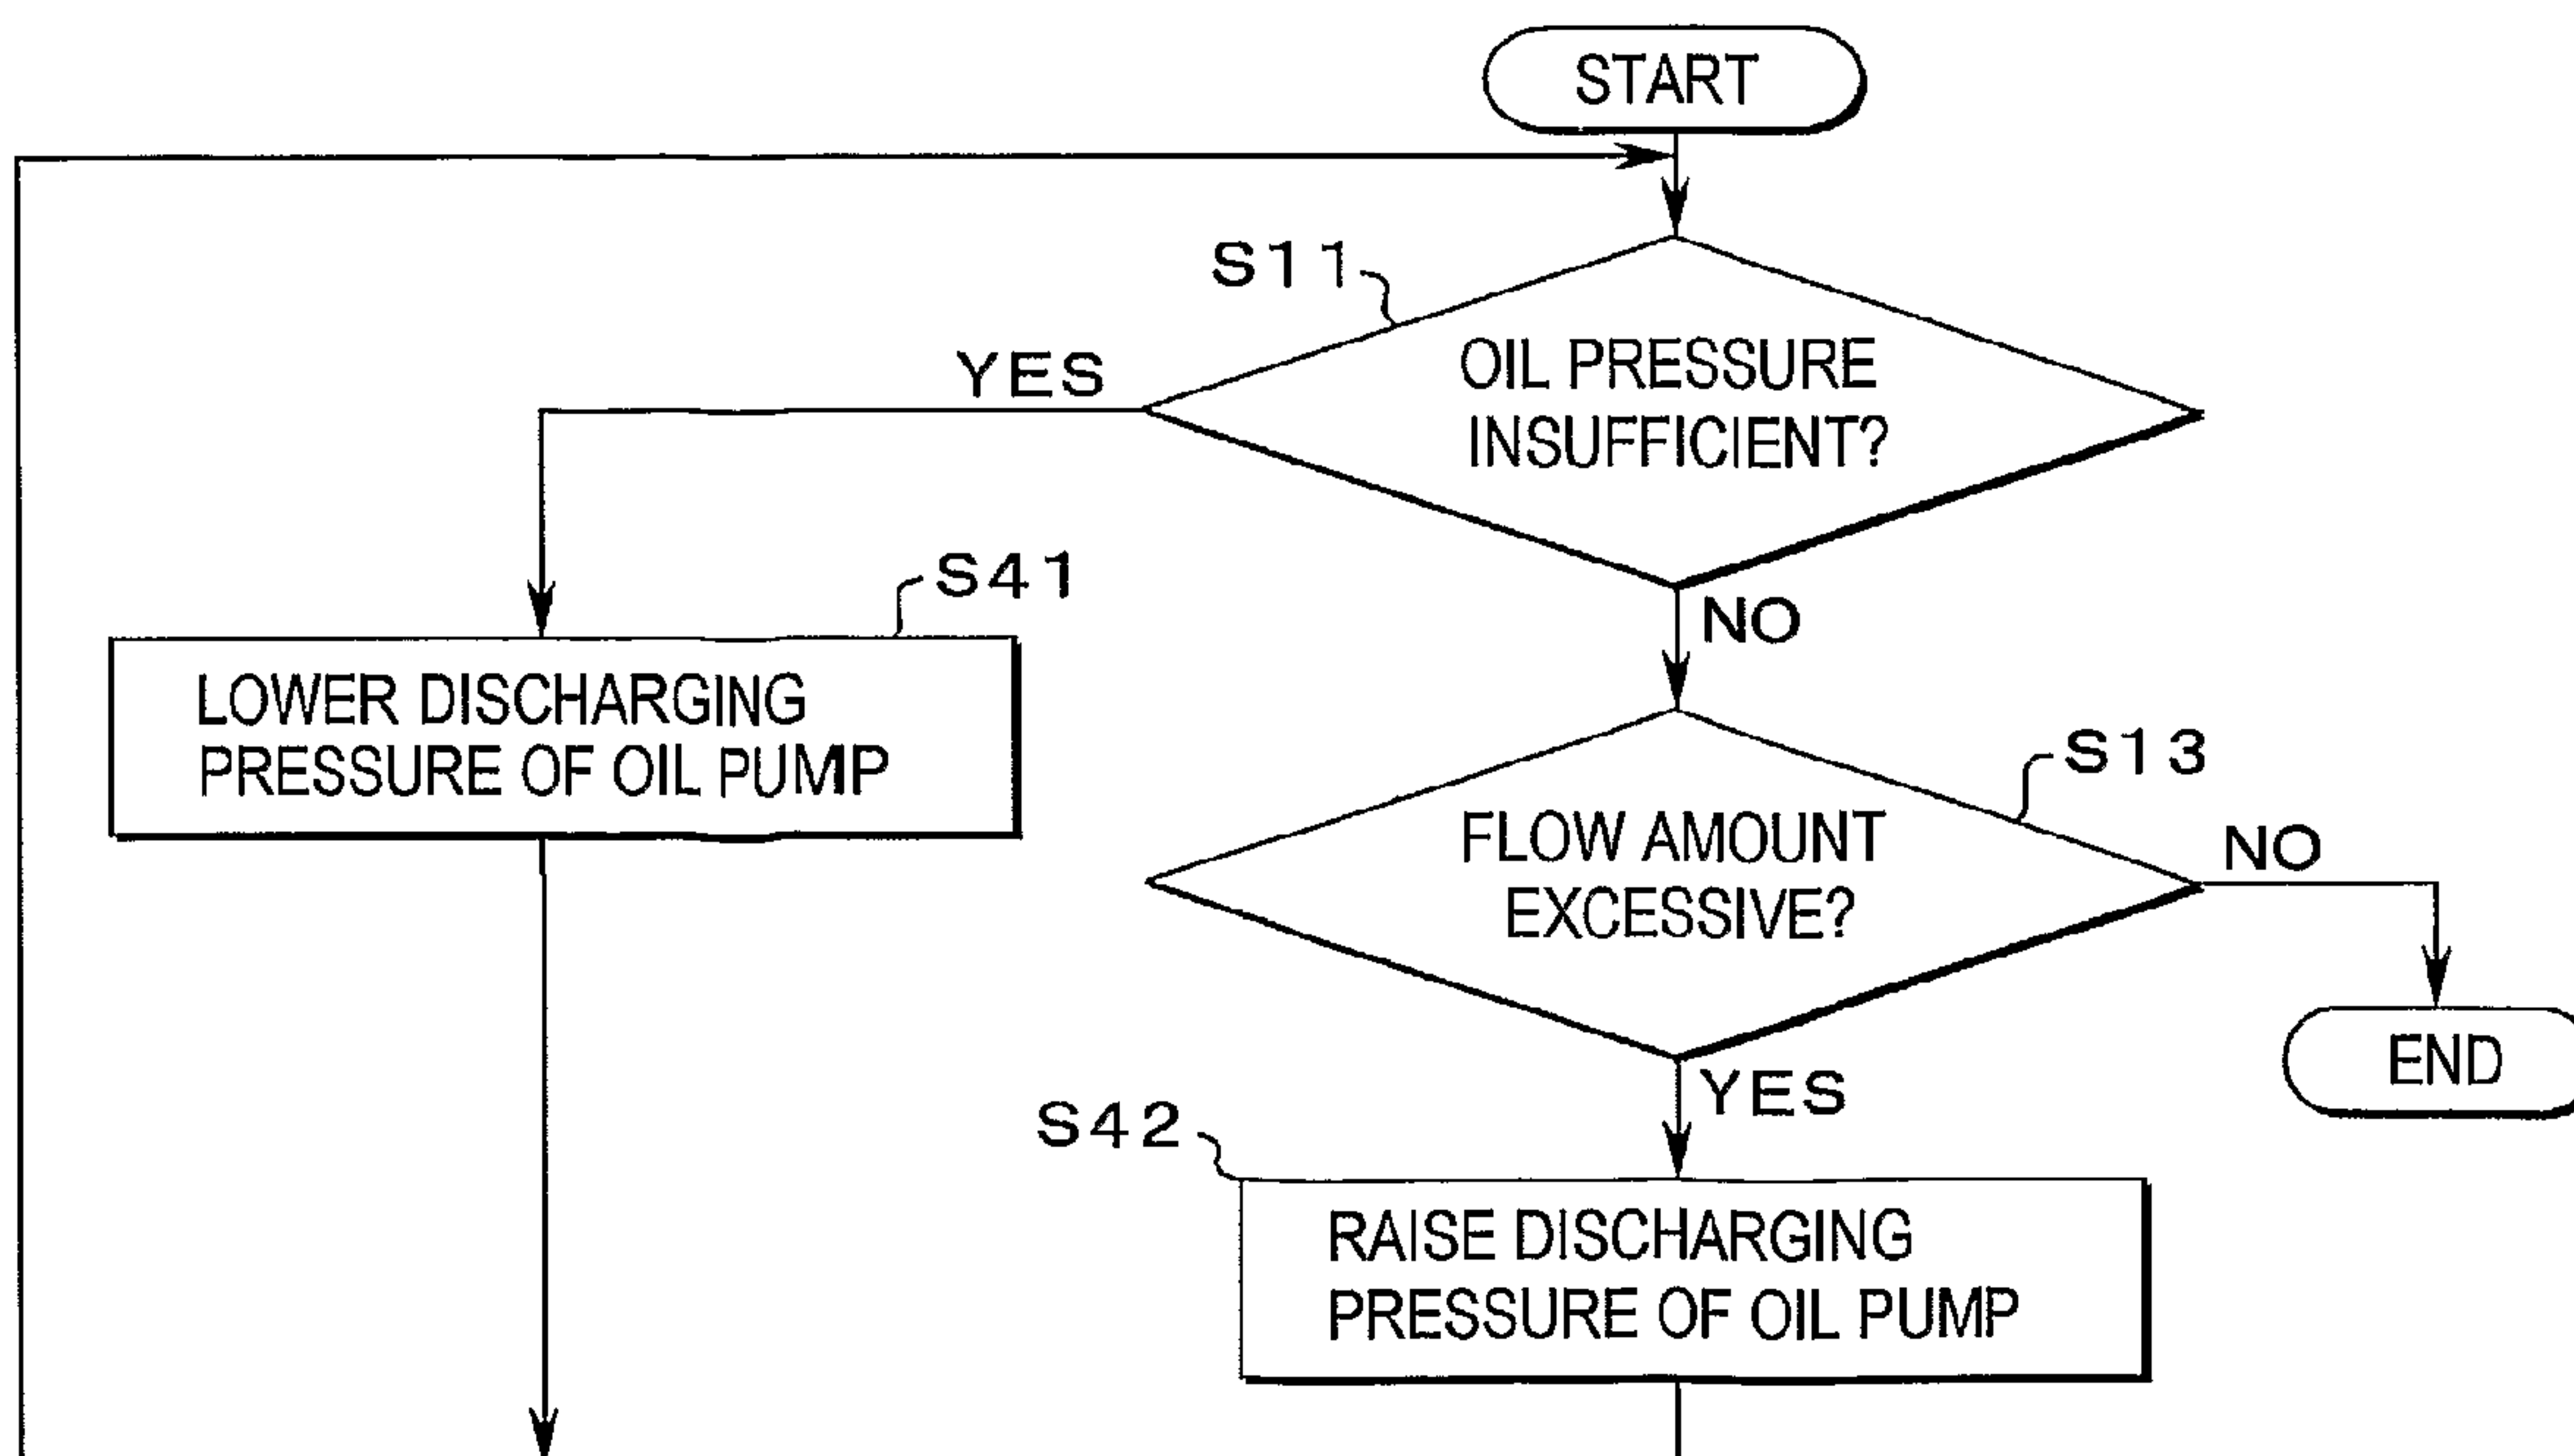 START
S11
OIL PRESSURE
INSUFFICIENT?
YES
NO
S41
LOWER DISCHARGING
PRESSURE OF OIL PUMP
S13
FLOW AMOUNT
EXCESSIVE?
NO
END
YES
S42
RAISE DISCHARGING
PRESSURE OF OIL PUMP